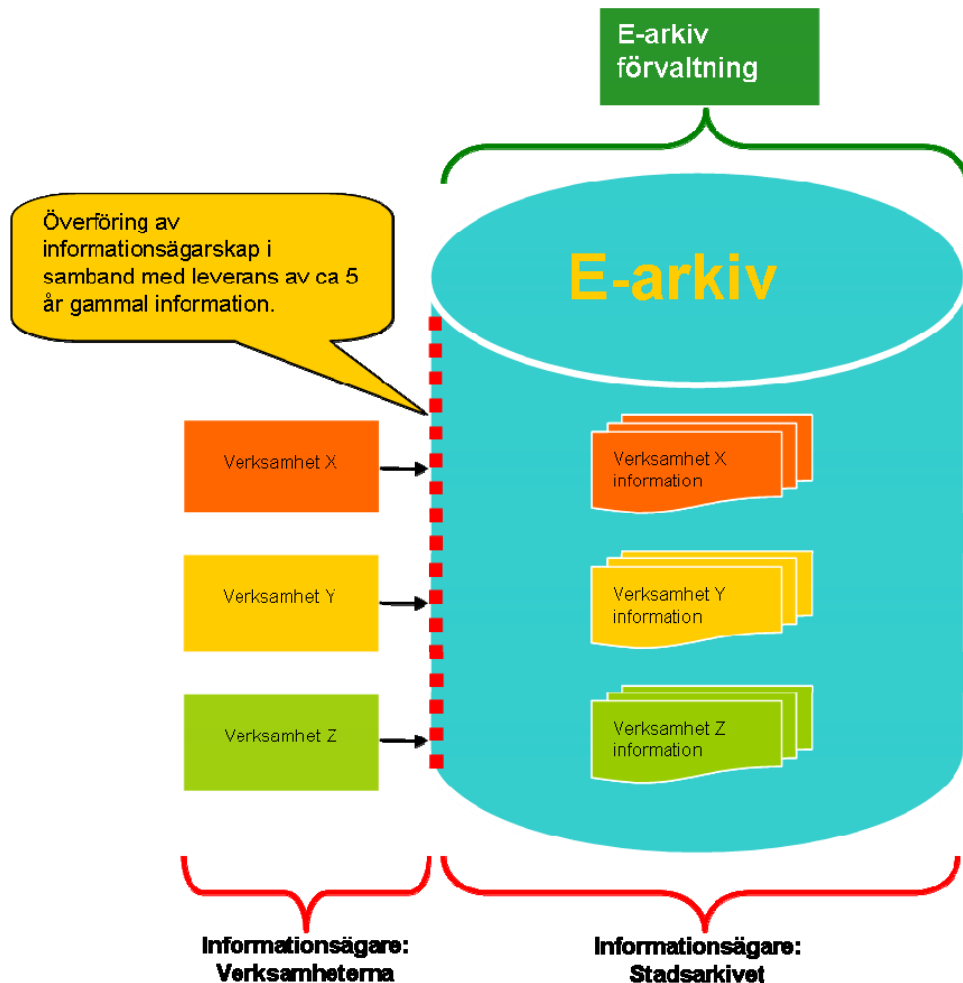 E-arkiv
förvaltning
Överföring av
informationsägarskap i
samband med leverans av ca 5
år gammal information.
E-arkiv
Verksamhet X
Verksamhet X
information
Verksamhet Y
Verksamhet Y
information
Verksamhet Z
Verksamhet Z
information
Informationsägare:
Verksamheterna
Informationsägare:
Stadsarkivet